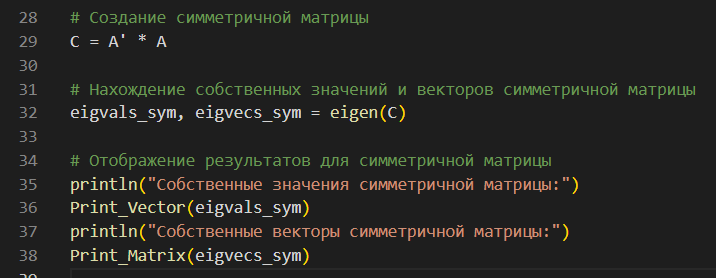 28 # Создание симметричной матрицы
29 C = A' * A
30
31 # Нахождение собственных значений и векторов симметричной матрицы
32 eigvals_sym, eigvecs_sym = eigen(C)
33
34 # Отображение результатов для симметричной матрицы
35 println("Собственные значения симметричной матрицы:")
36 Print_Vector(eigvals_sym)
37 println("Собственные векторы симметричной матрицы:")
38 Print_Matrix(eigvecs_sym)